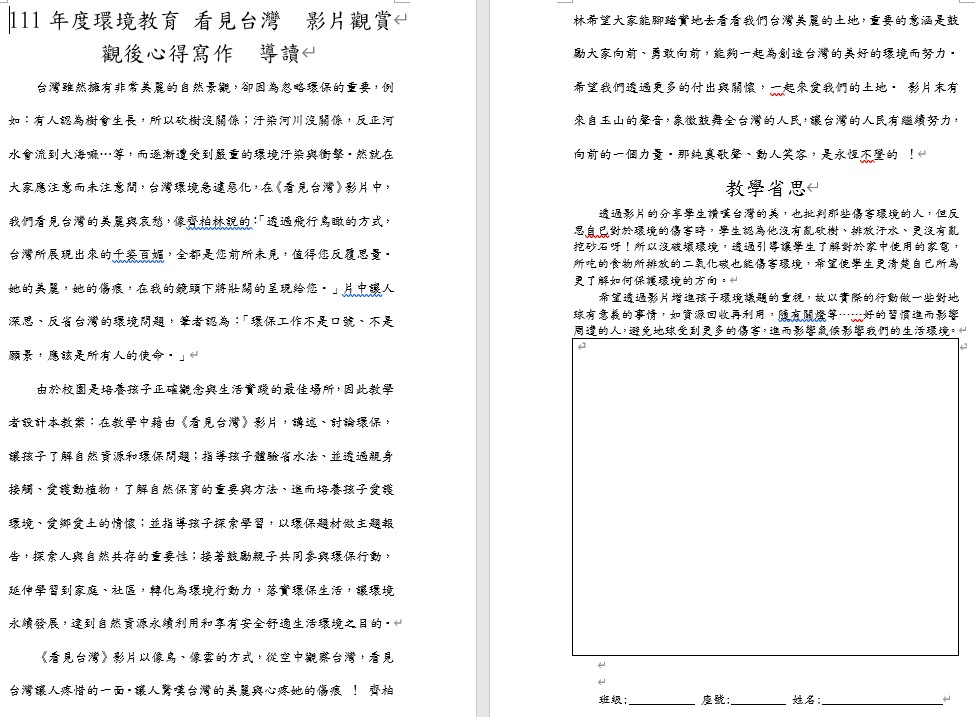 111 年度環境教育 看見台灣　影片觀賞
觀後心得寫作　導讀
台灣雖然擁有非常美麗的自然景觀，卻因為忽略環保的重要，例
如：有人認為樹會生長，所以砍樹沒關係；汙染河川沒關係，反正河
水會流到大海嘛…等，而逐漸遭受到嚴重的環境汙染與衝擊。然就在
大家應注意而未注意間，台灣環境急遽惡化，在《看見台灣》影片中，
我們看見台灣的美麗與哀愁，像齊柏林說的：「透過飛行鳥瞰的方式，
台灣所展現出來的千姿百媚，全都是您前所未見，值得您反覆思量。
她的美麗，她的傷痕，在我的鏡頭下將壯闊的呈現給您。」片中讓人
深思、反省台灣的環境問題，筆者認為：「環保工作不是口號、不是
願景，應該是所有人的使命。」
由於校園是培養孩子正確觀念與生活實踐的最佳場所，因此教學
者設計本教案：在教學中藉由《看見台灣》影片，講述、討論環保，
讓孩子了解自然資源和環保問題；指導孩子體驗省水法、並透過親身
接觸、愛護動植物，了解自然保育的重要與方法、進而培養孩子愛護
環境、愛鄉愛土的情懷；並指導孩子探索學習，以環保題材做主題報
告，探索人與自然共存的重要性；接著鼓勵親子共同參與環保行動，
延伸學習到家庭、社區，轉化為環境行動力，落實環保生活，讓環境
永續發展，達到自然資源永續利用和享有安全舒適生活環境之目的。
《看見台灣》影片以像鳥、像雲的方式，從空中觀察台灣，看見
台灣讓人疼惜的一面。讓人驚嘆台灣的美麗與心疼她的傷痕 ！ 齊柏
林希望大家能腳踏實地去看看我們台灣美麗的土地，重要的意涵是鼓
勵大家向前、勇敢向前，能夠一起為創造台灣的美好的環境而努力。
希望我們透過更多的付出與關懷，一起來愛我們的土地。 影片末有
來自玉山的聲音，象徵鼓舞全台灣的人民，讓台灣的人民有繼續努力，
向前的一個力量。那純真歌聲、動人笑容，是永恆不墜的 ！
教學省思
透過影片的分享學生讚嘆台灣的美，也批判那些傷害環境的人，但反
思自己對於環境的傷害時，學生認為他沒有亂砍樹、排放汙水、更沒有亂
挖砂石呀！所以沒破壞環境，透過引導讓學生了解對於家中使用的家電，
所吃的食物所排放的二氧化碳也能傷害環境，希望使學生更清楚自己所為
更了解如何保護環境的方向。
希望透過影片增進孩子環境議題的重視，故以實際的行動做一些對地
球有意義的事情，如資源回收再利用，隨有關燈等……好的習慣進而影響
周遭的人，避免地球受到更多的傷害，進而影響氣候影響我們的生活環境。
班級：＿＿＿＿＿ 座號：＿＿＿＿ 姓名：＿＿＿＿＿＿＿＿＿